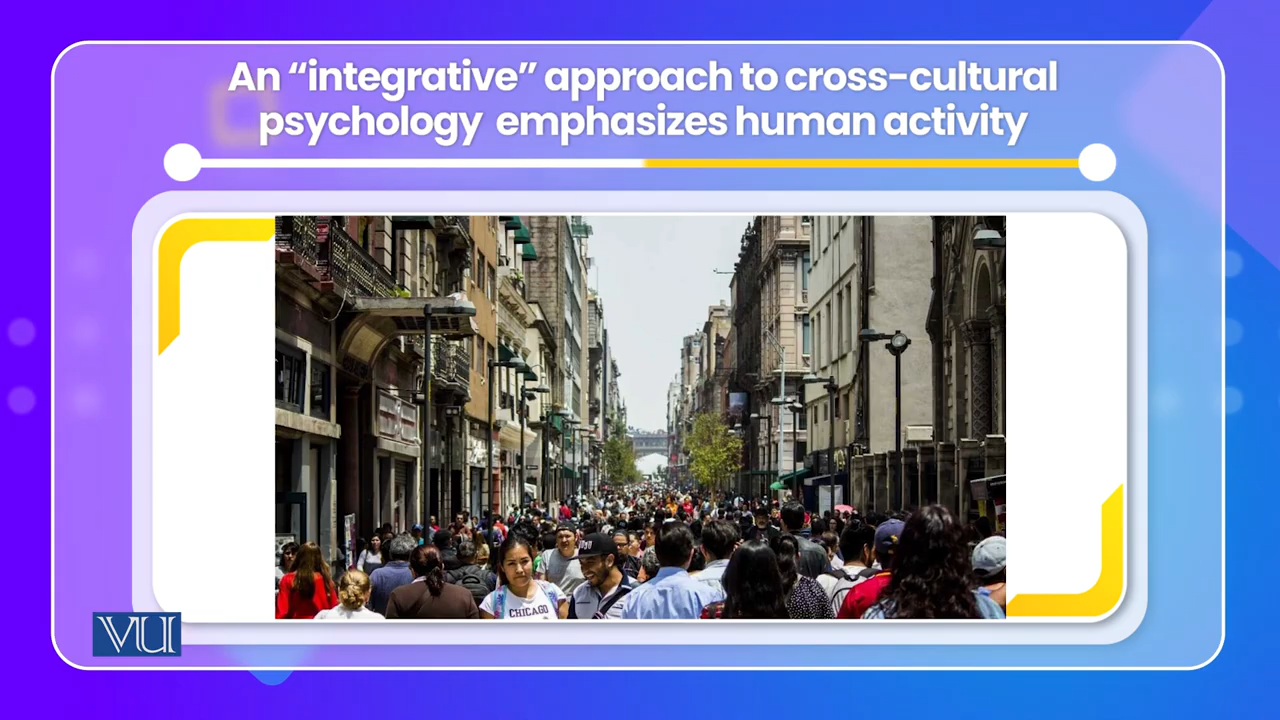 An “integrative” approach to cross-cultural
psychology emphasizes human activity
CHICAGO
VU